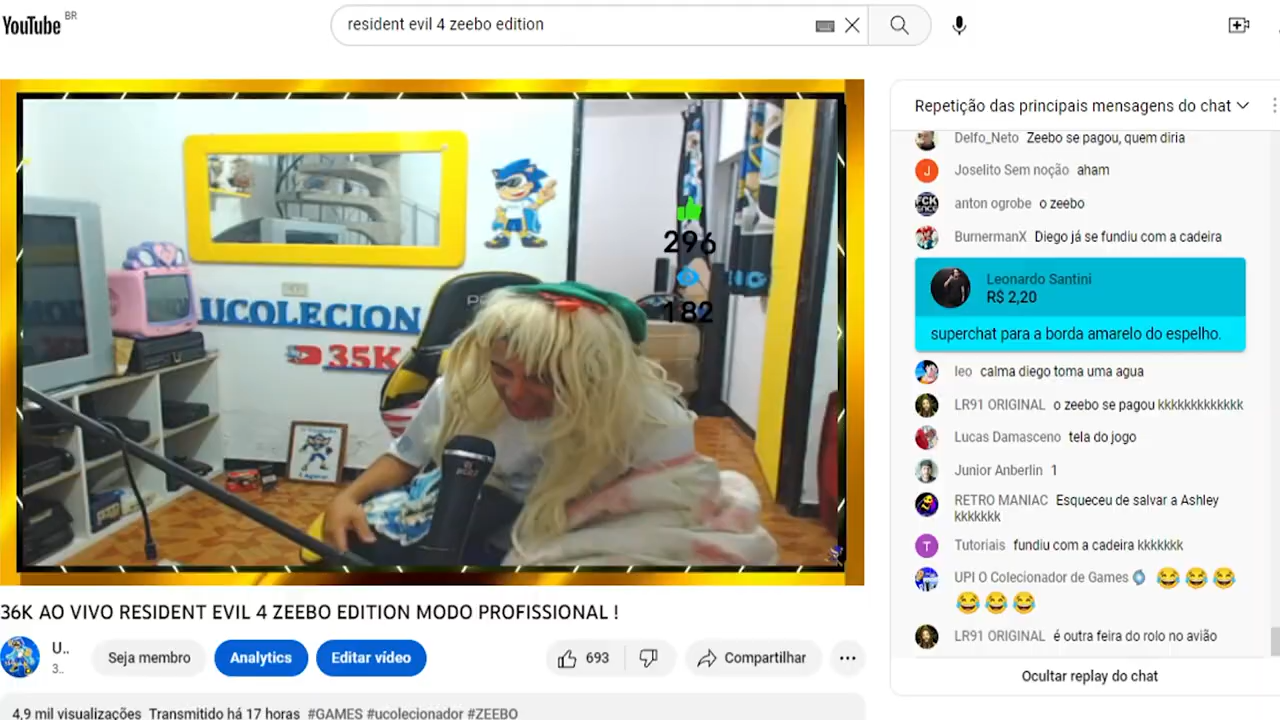 YouTube BR
resident evil 4 zeebo edition
Repetição das principais mensagens do chat
Delfo_Neto Zeebo se pagou, quem diria
Joselito Sem noção aham
anton ogrobe o zeebo
BurnermanX Diego já se fundiu com a cadeira
Leonardo Santini
R$ 2,20
superchat para a borda amarelo do espelho.
leo calma diego toma uma agua
LR91 ORIGINAL o zeebo se pagou kkkkkkkkkkkkk
Lucas Damasceno tela do jogo
Junior Anberlin 1
RETRO MANIAC Esqueceu de salvar a Ashley
kkkkkkk
Tutoriais fundiu com a cadeira kkkkkkk
UPI O Colecionador de Games
LR91 ORIGINAL é outra feira do rolo no avião
Ocultar replay do chat
296
182
UCOLECION
35K
36K AO VIVO RESIDENT EVIL 4 ZEEBO EDITION MODO PROFISSIONAL !
U..
3..
Seja membro
Analytics
Editar vídeo
693
Compartilhar
4,9 mil visualizações Transmitido há 17 horas #GAMES #ucolecionador #ZEEBO